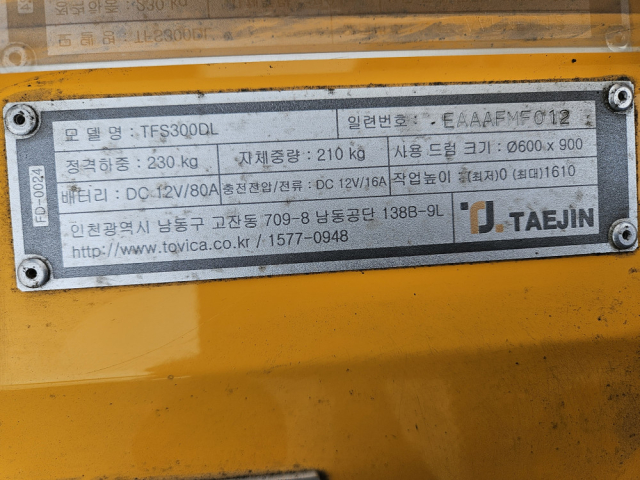 모 델 명 : TFS300DL 일련번호 : EAAAFMF012
정격하중 : 230 kg 자체중량 : 210 kg 사용 드럼 크기 : Ø600 x 900
배터리 : DC 12V/80A 충전전압/전류 : DC 12V/16A 작업높이 : (최저)0 (최대)1610
FD-0024
인천광역시 남동구 고잔동 709-8 남동공단 138B-9L
http://www.tovica.co.kr / 1577-0948
TJ. TAEJIN